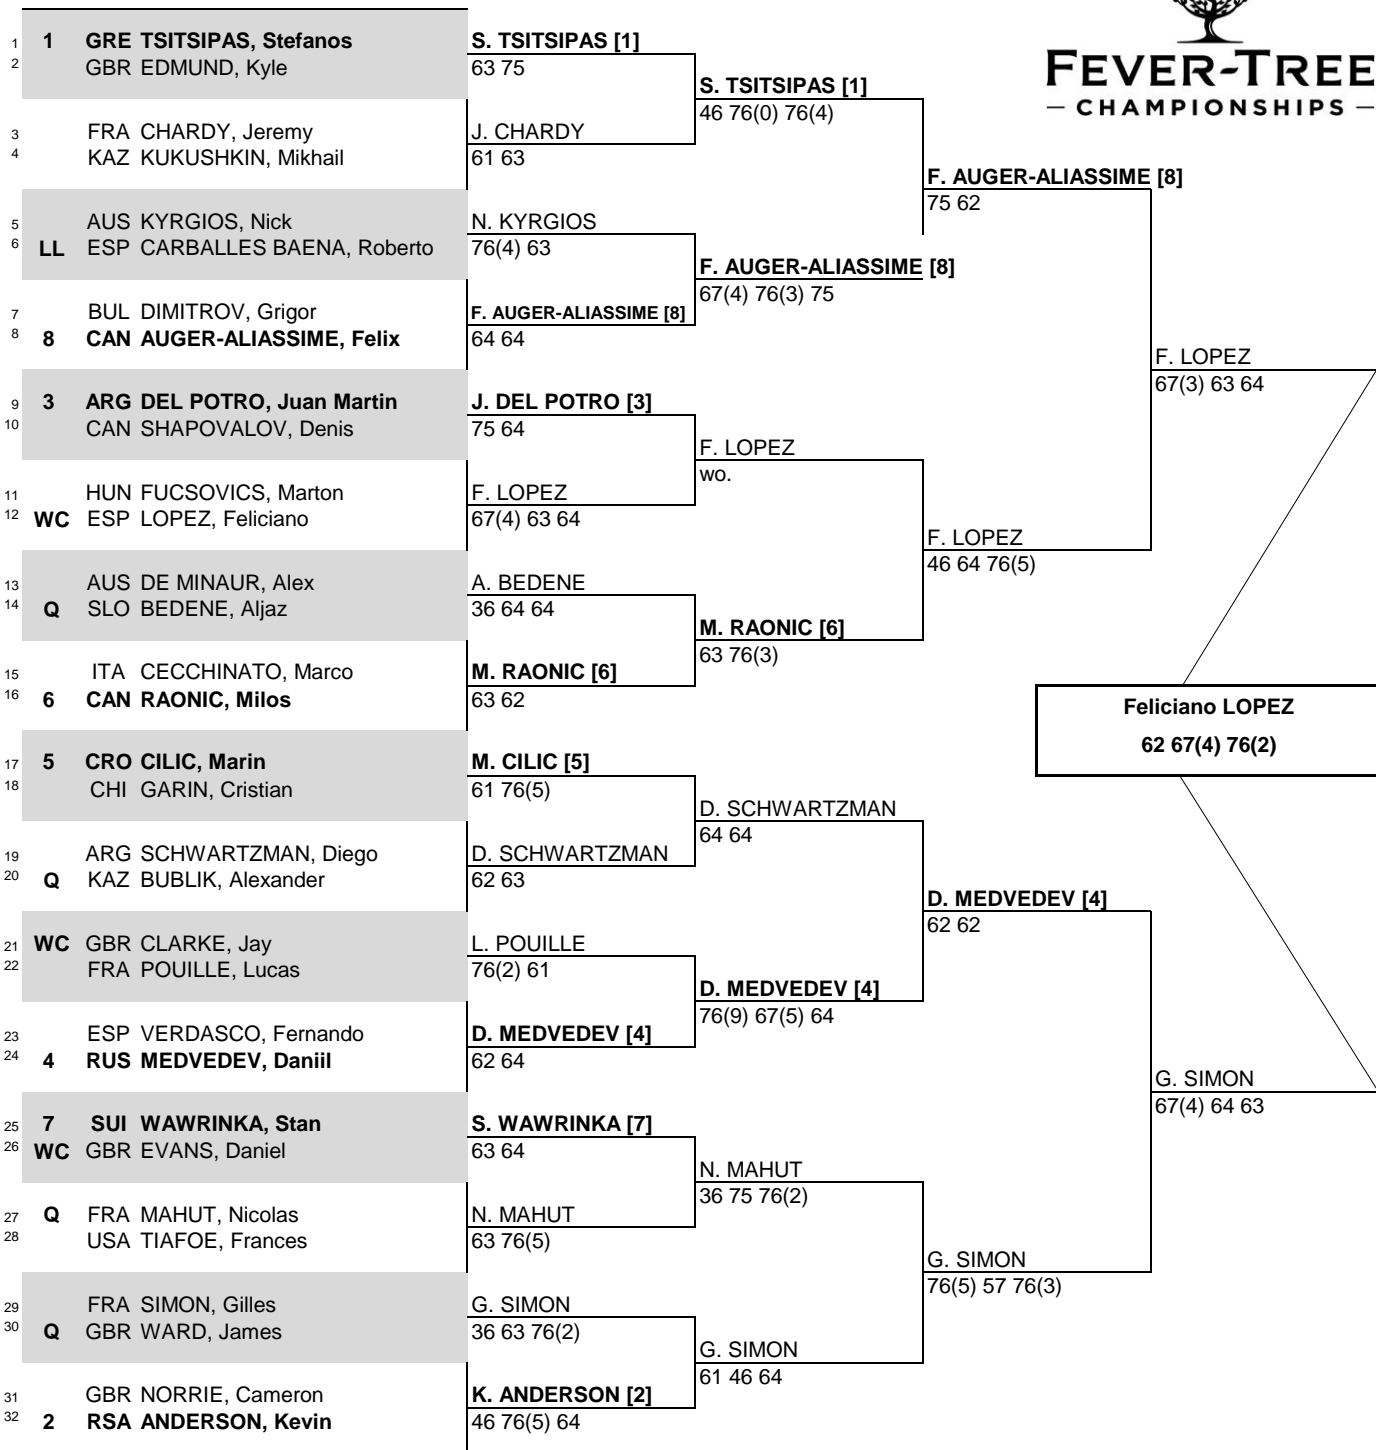 FEVER-TREE
— CHAMPIONSHIPS —
1 1 GRE TSITSIPAS, Stefanos
2 GBR EDMUND, Kyle
3 FRA CHARDY, Jeremy
4 KAZ KUKUSHKIN, Mikhail
5 AUS KYRGIOS, Nick
6 LL ESP CARBALLES BAENA, Roberto
7 BUL DIMITROV, Grigor
8 8 CAN AUGER-ALIASSIME, Felix
9 3 ARG DEL POTRO, Juan Martin
10 CAN SHAPOVALOV, Denis
11 HUN FUCSOVICS, Marton
12 WC ESP LOPEZ, Feliciano
13 AUS DE MINAUR, Alex
14 Q SLO BEDENE, Aljaz
15 ITA CECCHINATO, Marco
16 6 CAN RAONIC, Milos
17 5 CRO CILIC, Marin
18 CHI GARIN, Cristian
19 ARG SCHWARTZMAN, Diego
20 Q KAZ BUBLIK, Alexander
21 WC GBR CLARKE, Jay
22 FRA POUILLE, Lucas
23 ESP VERDASCO, Fernando
24 4 RUS MEDVEDEV, Daniil
25 7 SUI WAWRINKA, Stan
26 WC GBR EVANS, Daniel
27 Q FRA MAHUT, Nicolas
28 USA TIAFOE, Frances
29 FRA SIMON, Gilles
30 Q GBR WARD, James
31 GBR NORRIE, Cameron
32 2 RSA ANDERSON, Kevin
S. TSITSIPAS [1]
63 75
J. CHARDY
61 63
N. KYRGIOS
76(4) 63
F. AUGER-ALIASSIME [8]
64 64
J. DEL POTRO [3]
75 64
F. LOPEZ
67(4) 63 64
A. BEDENE
36 64 64
M. RAONIC [6]
63 62
M. CILIC [5]
61 76(5)
D. SCHWARTZMAN
62 63
L. POUILLE
76(2) 61
D. MEDVEDEV [4]
62 64
S. WAWRINKA [7]
63 64
N. MAHUT
63 76(5)
G. SIMON
36 63 76(2)
K. ANDERSON [2]
46 76(5) 64
S. TSITSIPAS [1]
46 76(0) 76(4)
F. AUGER-ALIASSIME [8]
67(4) 76(3) 75
F. LOPEZ
wo.
M. RAONIC [6]
63 76(3)
D. SCHWARTZMAN
64 64
D. MEDVEDEV [4]
76(9) 67(5) 64
N. MAHUT
36 75 76(2)
G. SIMON
61 46 64
F. AUGER-ALIASSIME [8]
75 62
F. LOPEZ
46 64 76(5)
D. MEDVEDEV [4]
62 62
G. SIMON
76(5) 57 76(3)
F. LOPEZ
67(3) 63 64
G. SIMON
67(4) 64 63
Feliciano LOPEZ
62 67(4) 76(2)